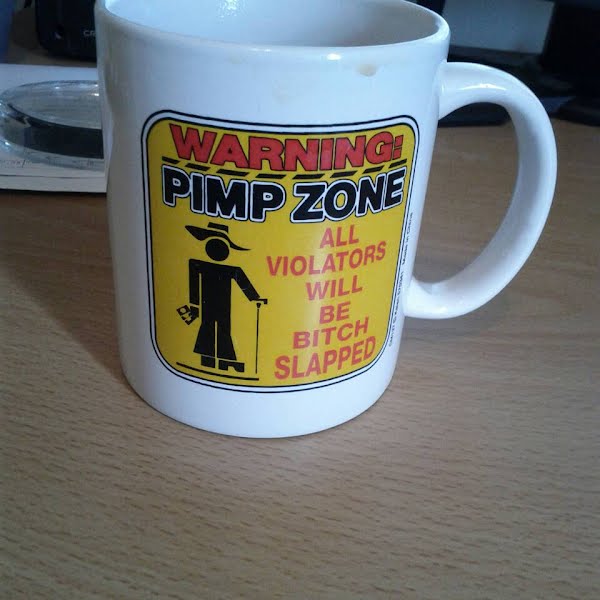 WARNING:
PIMP ZONE
ALL
VIOLATORS
WILL
BE
BITCH
SLAPPED